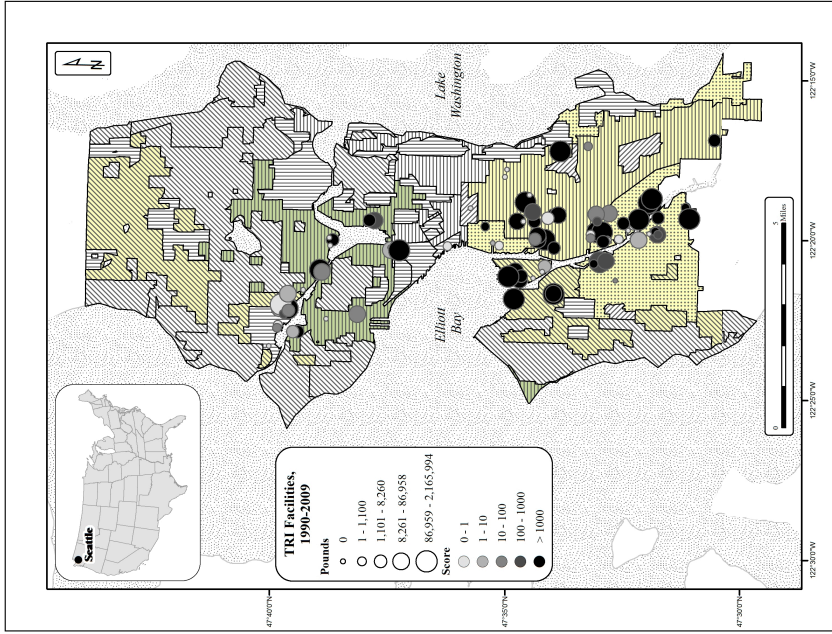 N
Seattle
Lake
Washington
Elliott
Bay
TRI Facilities,
1990-2009
Pounds
0
1 - 1,100
1,101 - 8,260
8,261 - 86,958
86,959 - 2,165,994
Score
0 - 1
1 - 10
10 - 100
100 - 1000
> 1000
0 5
Miles
47°40'0"N
47°35'0"N
47°30'0"N
122°30'0"W
122°25'0"W
122°20'0"W
122°15'0"W